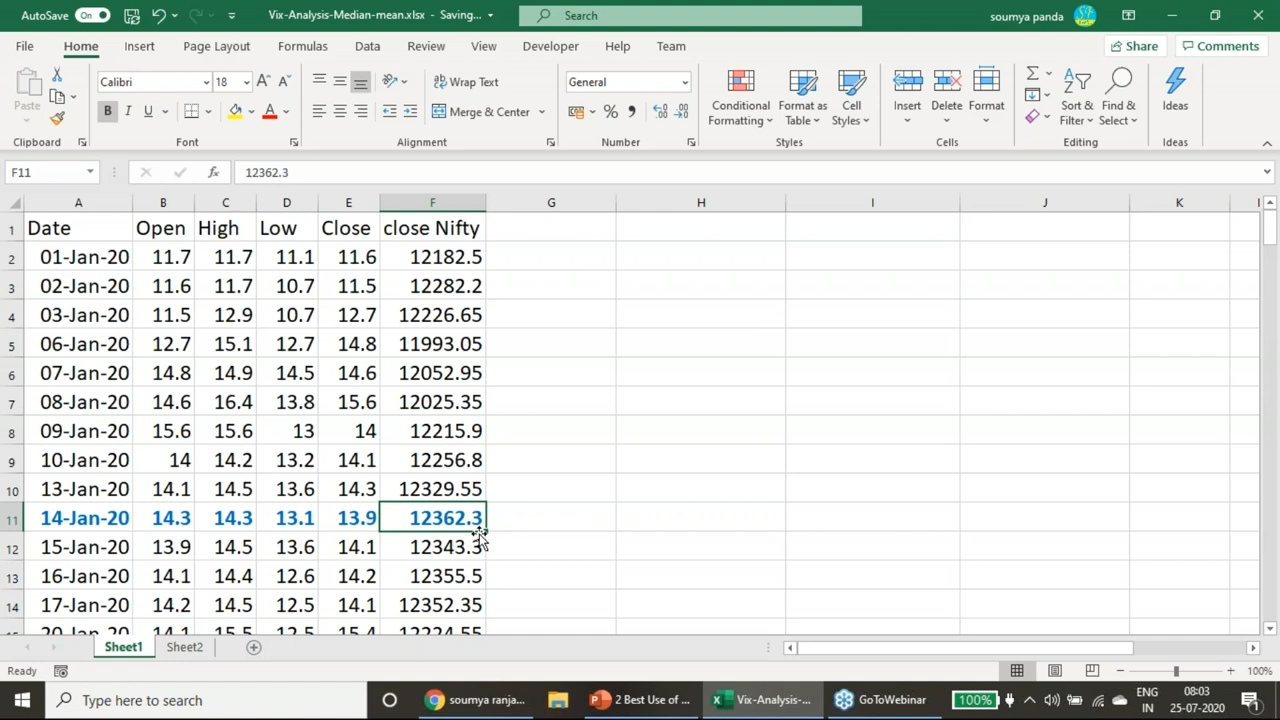 AutoSave On Vix-Analysis-Median-mean.xlsx - Saving... Search soumya panda
File Home Insert Page Layout Formulas Data Review View Developer Help Team Share Comments
Paste Calibri 18 A A Wrap Text General Conditional Formatting Format as Table Cell Styles Insert Delete Format Sort & Filter Find & Select Ideas
B I U A Merge & Center %
Clipboard Font Alignment Number Styles Cells Editing Ideas
F11 fx 12362.3
A B C D E F G H I J K
1 Date Open High Low Close close Nifty
2 01-Jan-20 11.7 11.7 11.1 11.6 12182.5
3 02-Jan-20 11.6 11.7 10.7 11.5 12282.2
4 03-Jan-20 11.5 12.9 10.7 12.7 12226.65
5 06-Jan-20 12.7 15.1 12.7 14.8 11993.05
6 07-Jan-20 14.8 14.9 14.5 14.6 12052.95
7 08-Jan-20 14.6 16.4 13.8 15.6 12025.35
8 09-Jan-20 15.6 15.6 13 14 12215.9
9 10-Jan-20 14 14.2 13.2 14.1 12256.8
10 13-Jan-20 14.1 14.5 13.6 14.3 12329.55
11 14-Jan-20 14.3 14.3 13.1 13.9 12362.3
12 15-Jan-20 13.9 14.5 13.6 14.1 12343.3
13 16-Jan-20 14.1 14.4 12.6 14.2 12355.5
14 17-Jan-20 14.2 14.5 12.5 14.1 12352.35
20-Jan-20 14.1 15.5 12.5 15.4 12224.55
Sheet1 Sheet2
Ready 100%
Type here to search soumya ranja... 2 Best Use of ... Vix-Analysis-... GoToWebinar 100% ENG IN 08:03 25-07-2020